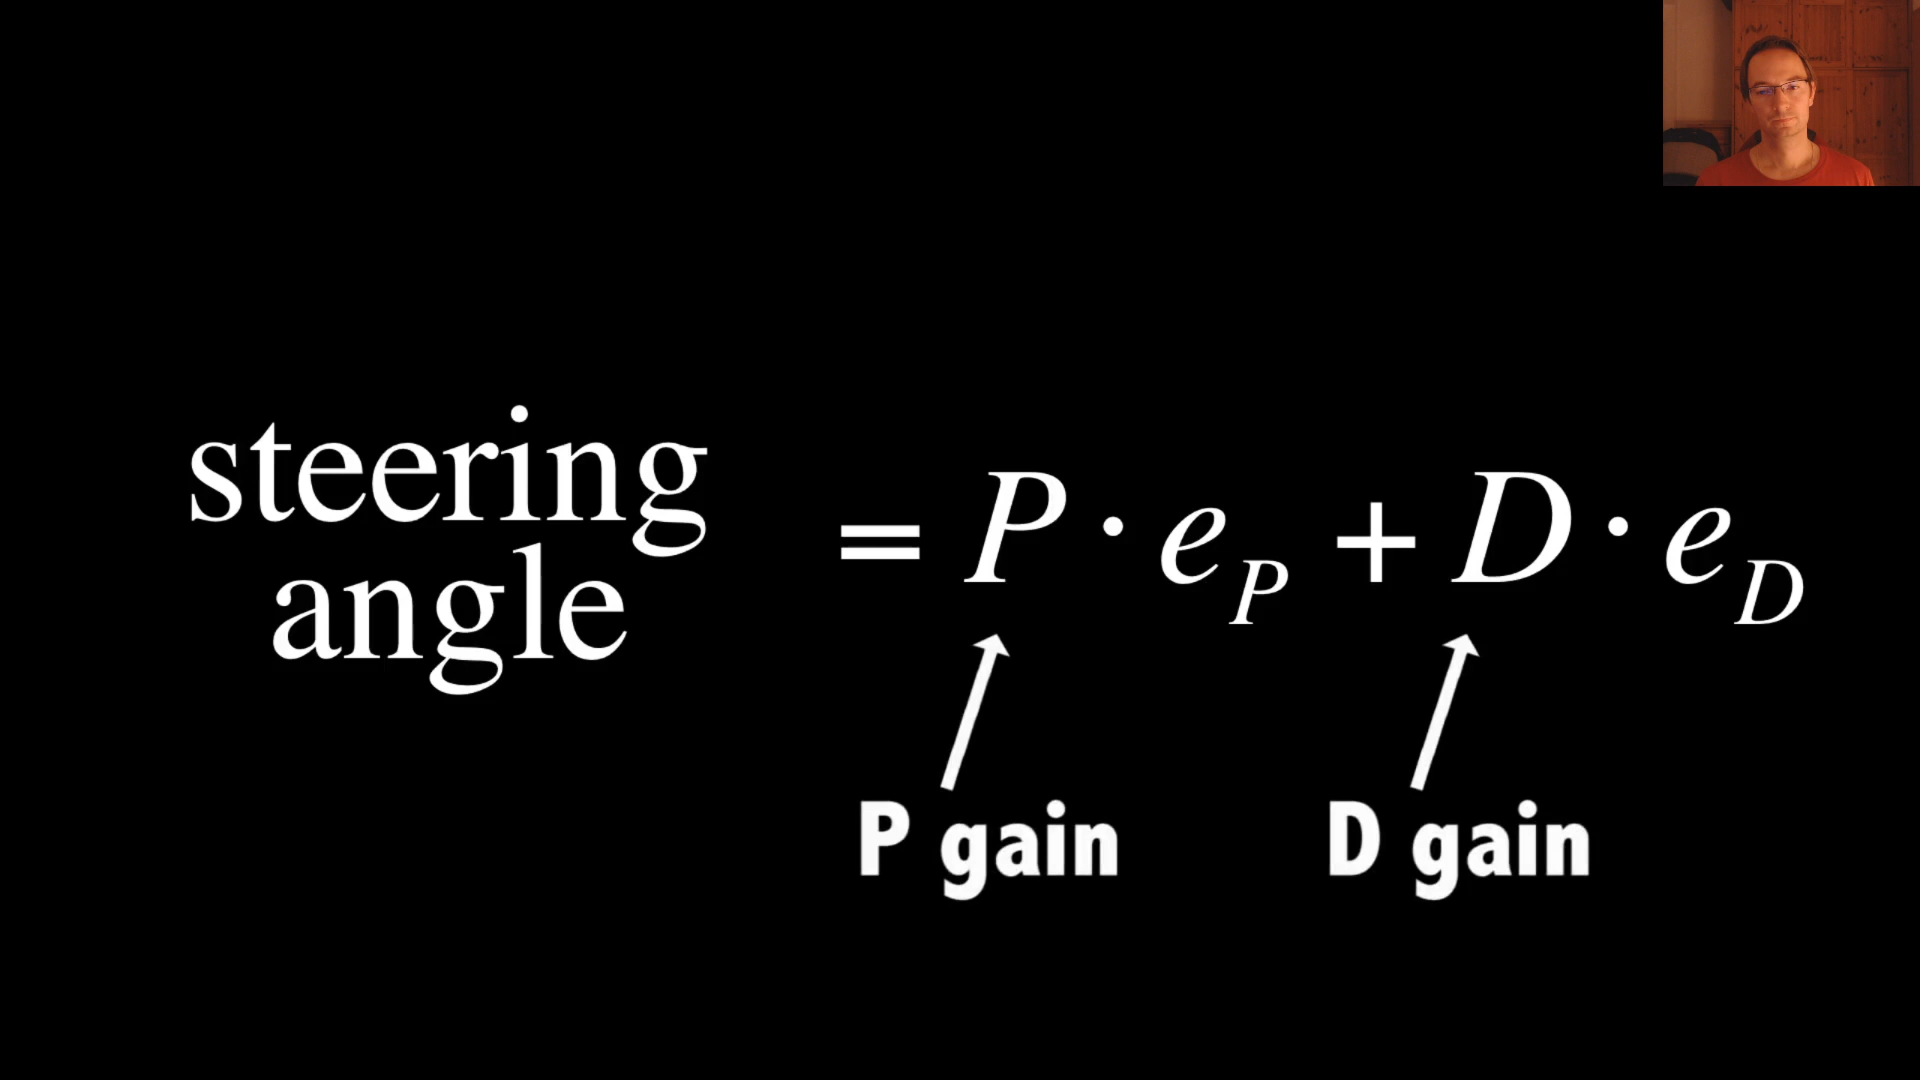 steering
angle
= P · e_P + D · e_D
P gain
D gain